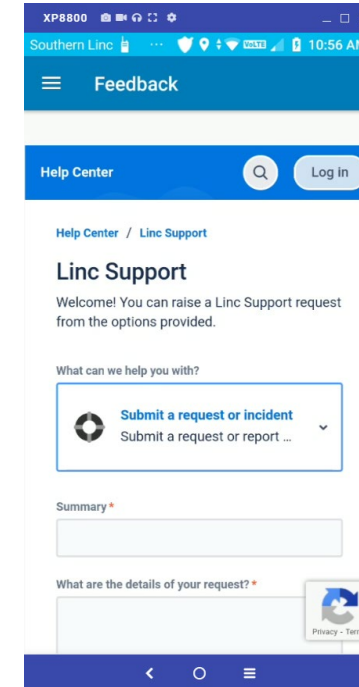 XP8800
Southern Linc ... VoLTE 10:56 AM
Feedback
Help Center
Log in
Help Center / Linc Support
Linc Support
Welcome! You can raise a Linc Support request
from the options provided.
What can we help you with?
Submit a request or incident
Submit a request or report ...
Summary *
What are the details of your request? *
Privacy - Term